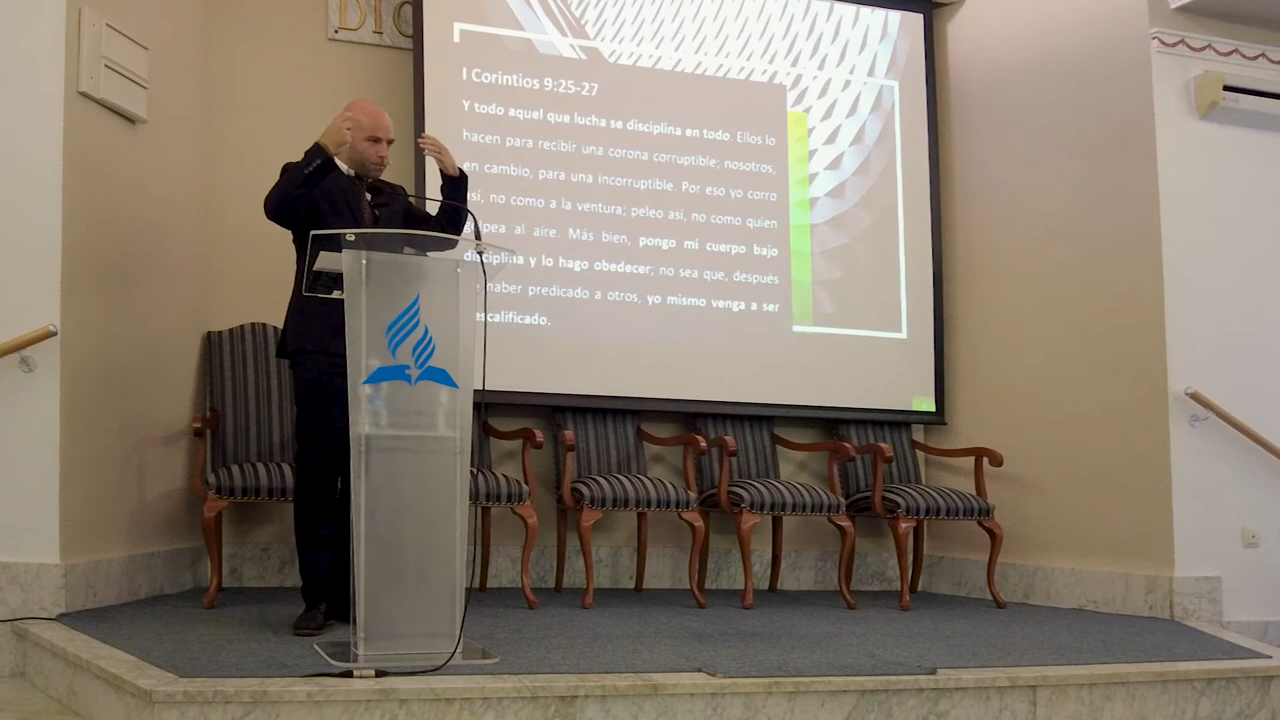 DIO
I Corintios 9:25-27
Y todo aquel que lucha se disciplina en todo. Ellos lo
hacen para recibir una corona corruptible; nosotros,
en cambio, para una incorruptible. Por eso yo corro
así, no como a la ventura; peleo así, no como quien
golpea al aire. Más bien, pongo mi cuerpo bajo
disciplina y lo hago obedecer; no sea que, después
haber predicado a otros, yo mismo venga a ser
descalificado.